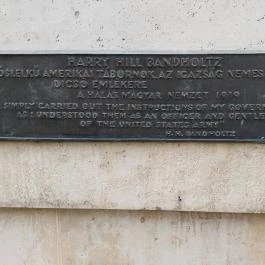 HARRY HILL BANDHOLTZ
ŐSLELKÜ AMERIKAI TÁBORNOK, AZ IGAZSÁG NEMES
DICSŐ EMLÉKÉRE
A HÁLÁS MAGYAR NEMZET 1919
SIMPLY CARRIED OUT THE INSTRUCTIONS OF MY GOVERN
AS I UNDERSTOOD THEM AS AN OFFICER AND GENTLE
OF THE UNITED STATES ARMY"
H. H. BANDHOLTZ